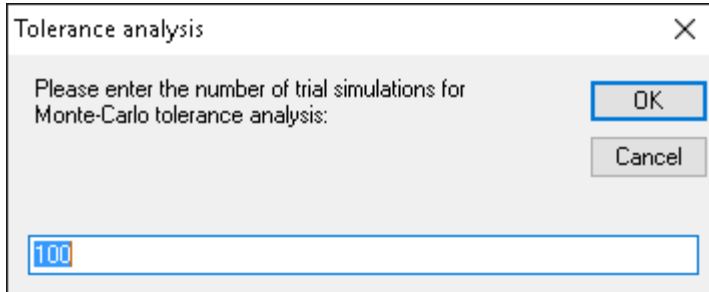 Tolerance analysis
Please enter the number of trial simulations for
Monte-Carlo tolerance analysis:
OK
Cancel
100